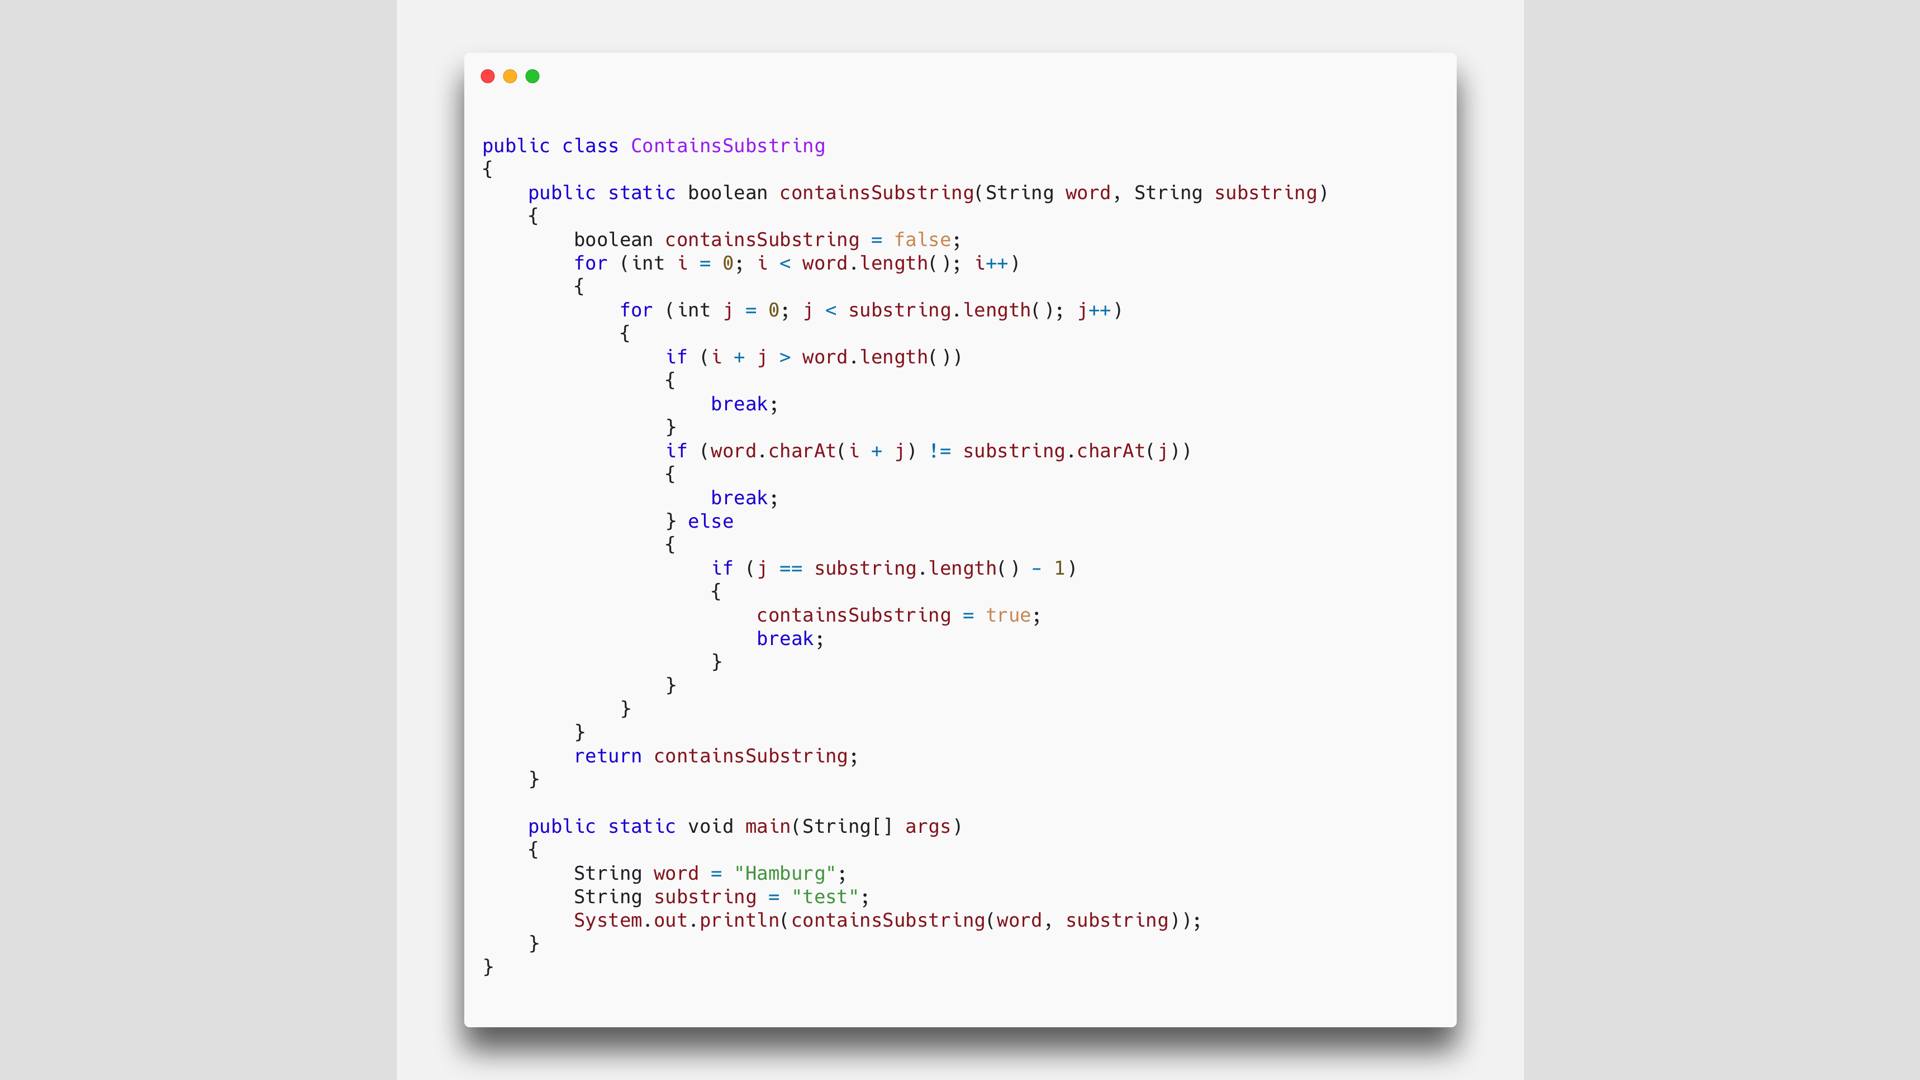 public class ContainsSubstring
{
    public static boolean containsSubstring(String word, String substring)
    {
        boolean containsSubstring = false;
        for (int i = 0; i < word.length(); i++)
        {
            for (int j = 0; j < substring.length(); j++)
            {
                if (i + j > word.length())
                {
                    break;
                }
                if (word.charAt(i + j) != substring.charAt(j))
                {
                    break;
                } else
                {
                    if (j == substring.length() - 1)
                    {
                        containsSubstring = true;
                        break;
                    }
                }
            }
        }
        return containsSubstring;
    }

    public static void main(String[] args)
    {
        String word = "Hamburg";
        String substring = "test";
        System.out.println(containsSubstring(word, substring));
    }
}